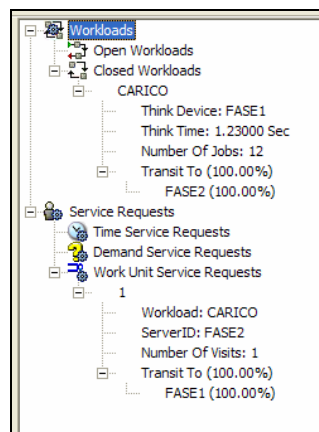 Workloads
Open Workloads
Closed Workloads
CARICO
Think Device: FASE1
Think Time: 1.23000 Sec
Number Of Jobs: 12
Transit To (100.00%)
FASE2 (100.00%)
Service Requests
Time Service Requests
Demand Service Requests
Work Unit Service Requests
1
Workload: CARICO
ServerID: FASE2
Number Of Visits: 1
Transit To (100.00%)
FASE1 (100.00%)